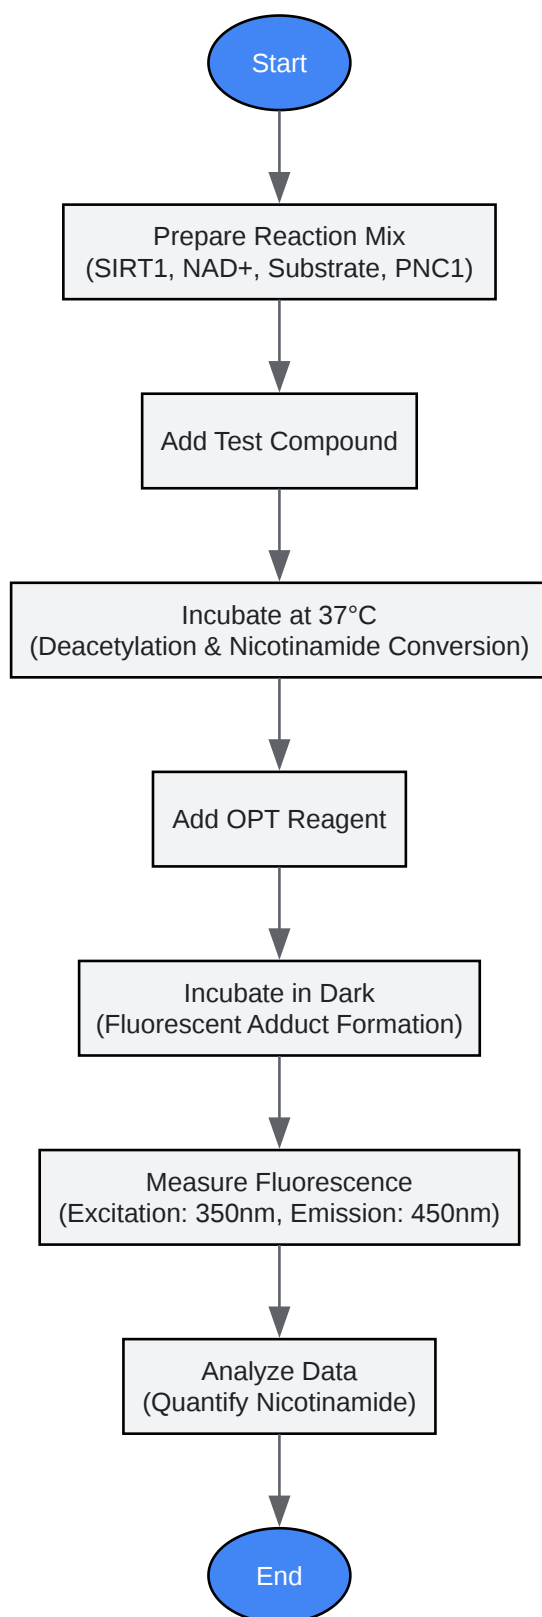 Start
Prepare Reaction Mix
(SIRT1, NAD+, Substrate, PNC1)
Add Test Compound
Incubate at 37°C
(Deacetylation & Nicotinamide Conversion)
Add OPT Reagent
Incubate in Dark
(Fluorescent Adduct Formation)
Measure Fluorescence
(Excitation: 350nm, Emission: 450nm)
Analyze Data
(Quantify Nicotinamide)
End